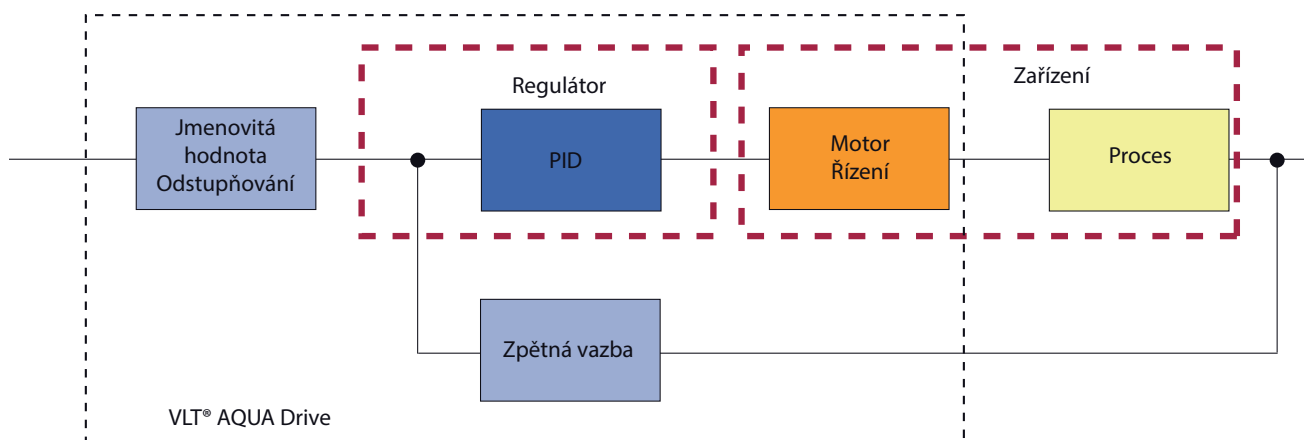 Regulátor
Zařízení
Jmenovitá
hodnota
Odstupňování
PID
Motor
Řízení
Proces
Zpětná vazba
VLT® AQUA Drive